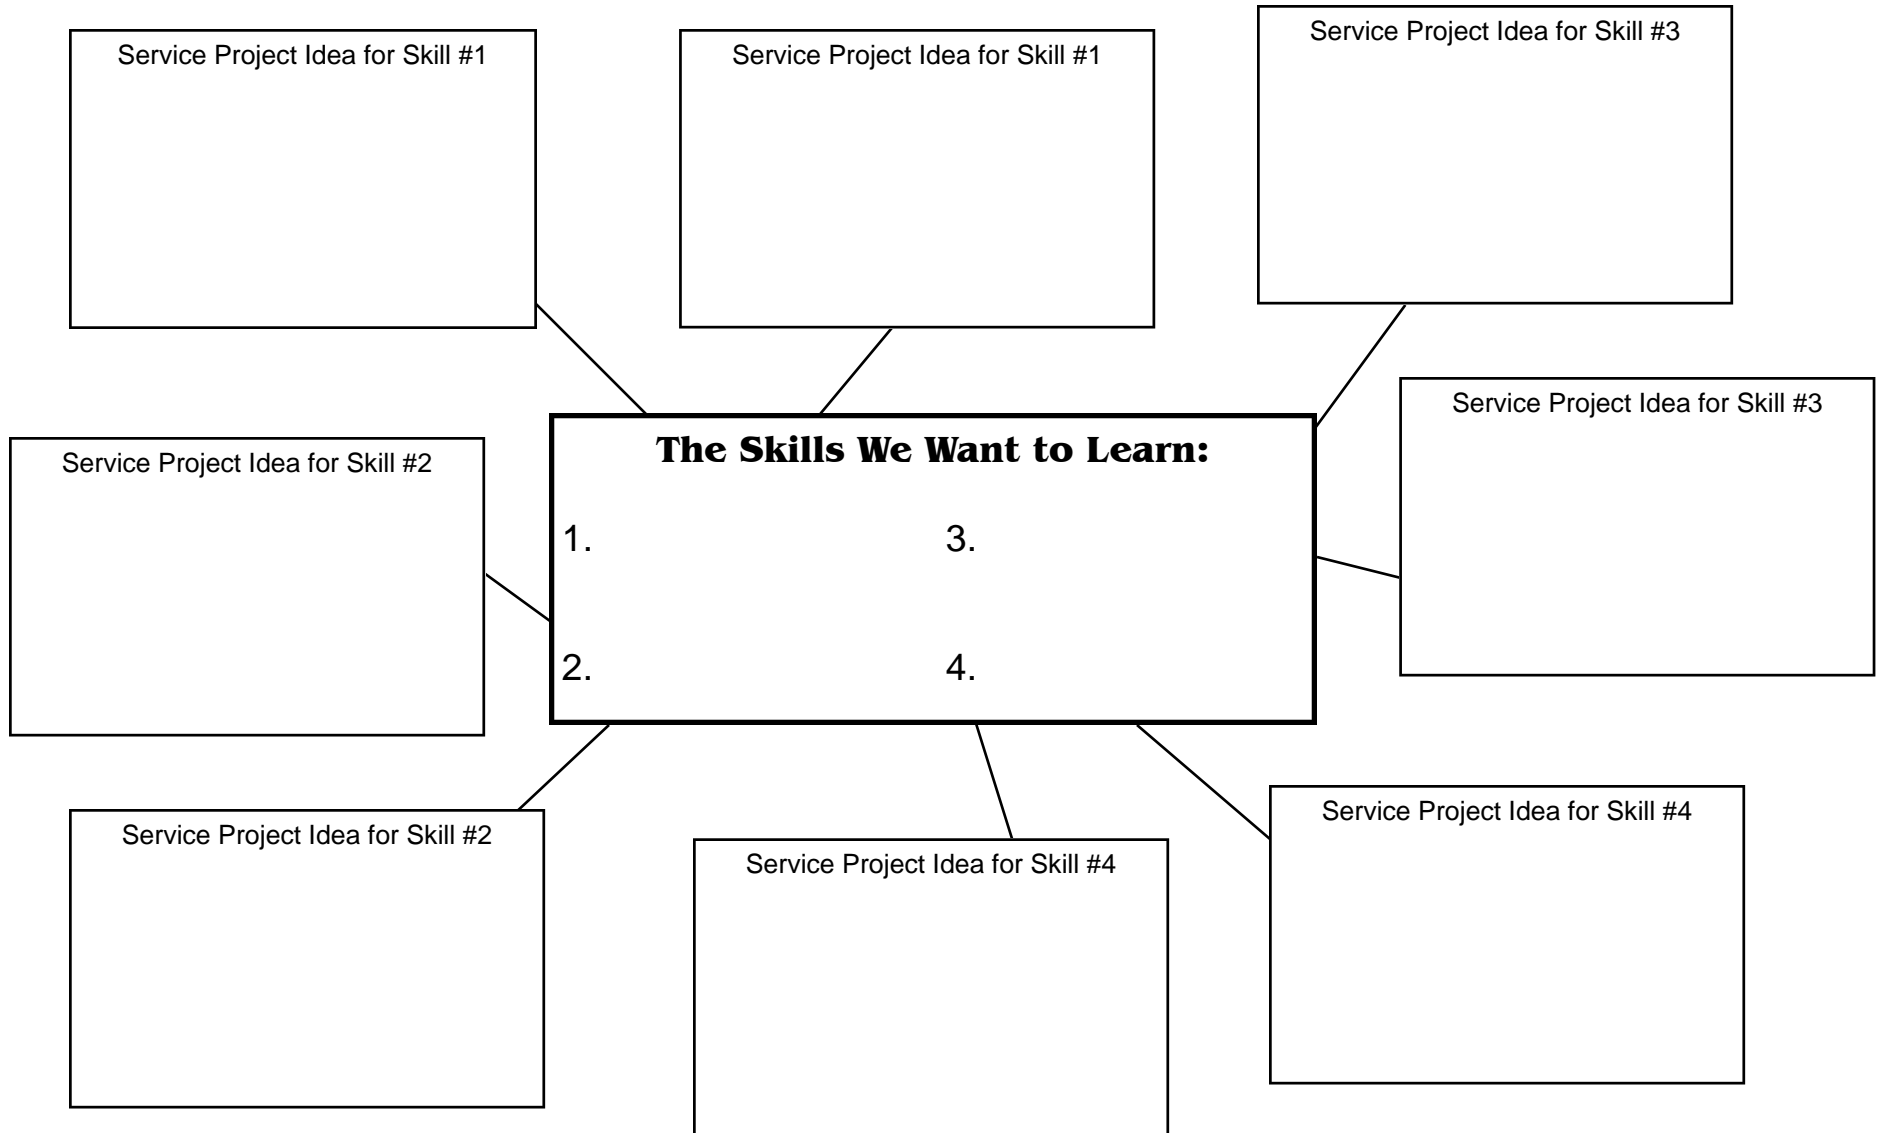 Service Project Idea for Skill #1
Service Project Idea for Skill #1
Service Project Idea for Skill #3
Service Project Idea for Skill #3
Service Project Idea for Skill #2
The Skills We Want to Learn:
1.
3.
2.
4.
Service Project Idea for Skill #2
Service Project Idea for Skill #4
Service Project Idea for Skill #4